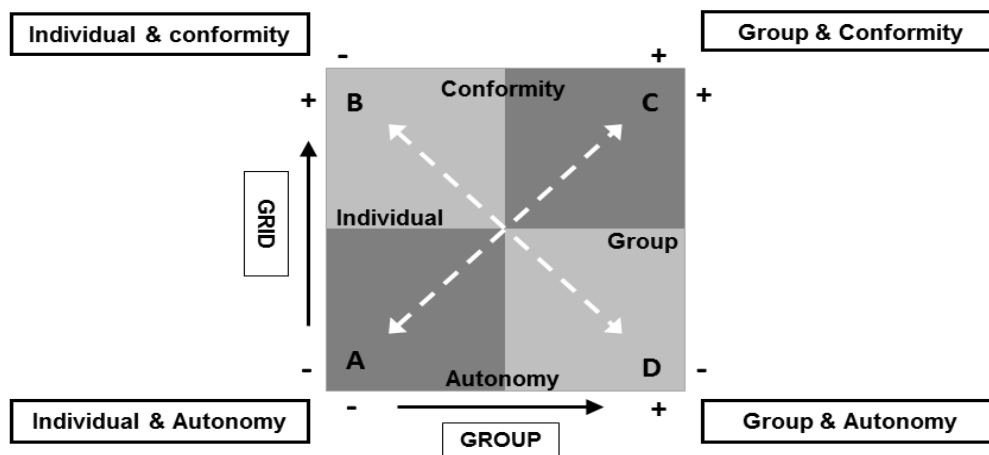 Individual & conformity
Group & Conformity
- +
+ B Conformity C +
GRID
Individual
Group
- A Autonomy D -
Individual & Autonomy
- +
Group & Autonomy
GROUP